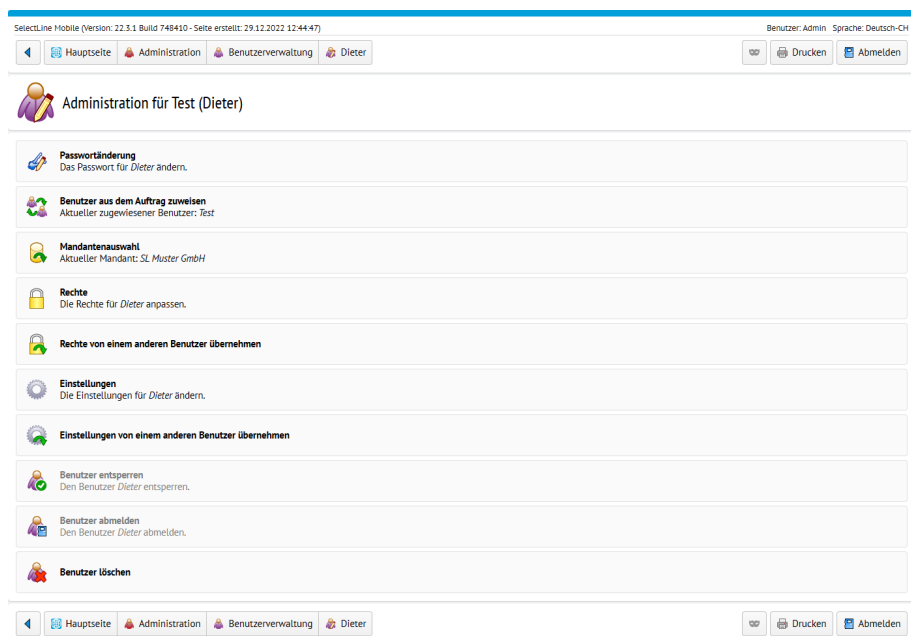 SelectLine Mobile (Version: 22.3.1 Build 748410 - Seite erstellt: 29.12.2022 12:44:47) Benutzer: Admin Sprache: Deutsch-CH
Hauptseite Administration Benutzerverwaltung Dieter Drucken Abmelden
Administration für Test (Dieter)
Passwortänderung
Das Passwort für Dieter ändern.
Benutzer aus dem Auftrag zuweisen
Aktueller zugewiesener Benutzer: Test
Mandantenauswahl
Aktueller Mandant: SL Muster GmbH
Rechte
Die Rechte für Dieter anpassen.
Rechte von einem anderen Benutzer übernehmen
Einstellungen
Die Einstellungen für Dieter ändern.
Einstellungen von einem anderen Benutzer übernehmen
Benutzer entsperren
Den Benutzer Dieter entsperren.
Benutzer abmelden
Den Benutzer Dieter abmelden.
Benutzer löschen
Hauptseite Administration Benutzerverwaltung Dieter Drucken Abmelden